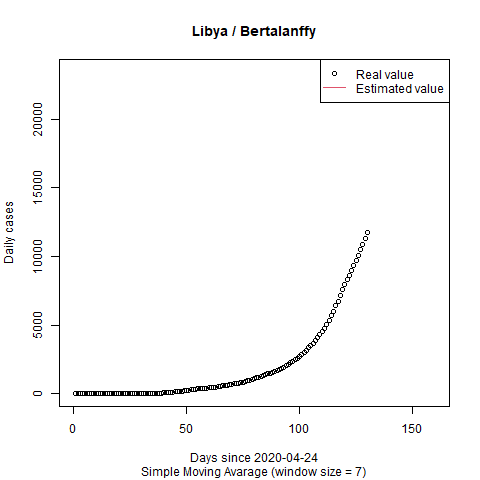 Libya / Bertalanffy
Real value
Estimated value
Daily cases
20000
15000
10000
5000
0
0 50 100 150
Days since 2020-04-24
Simple Moving Avarage (window size = 7)